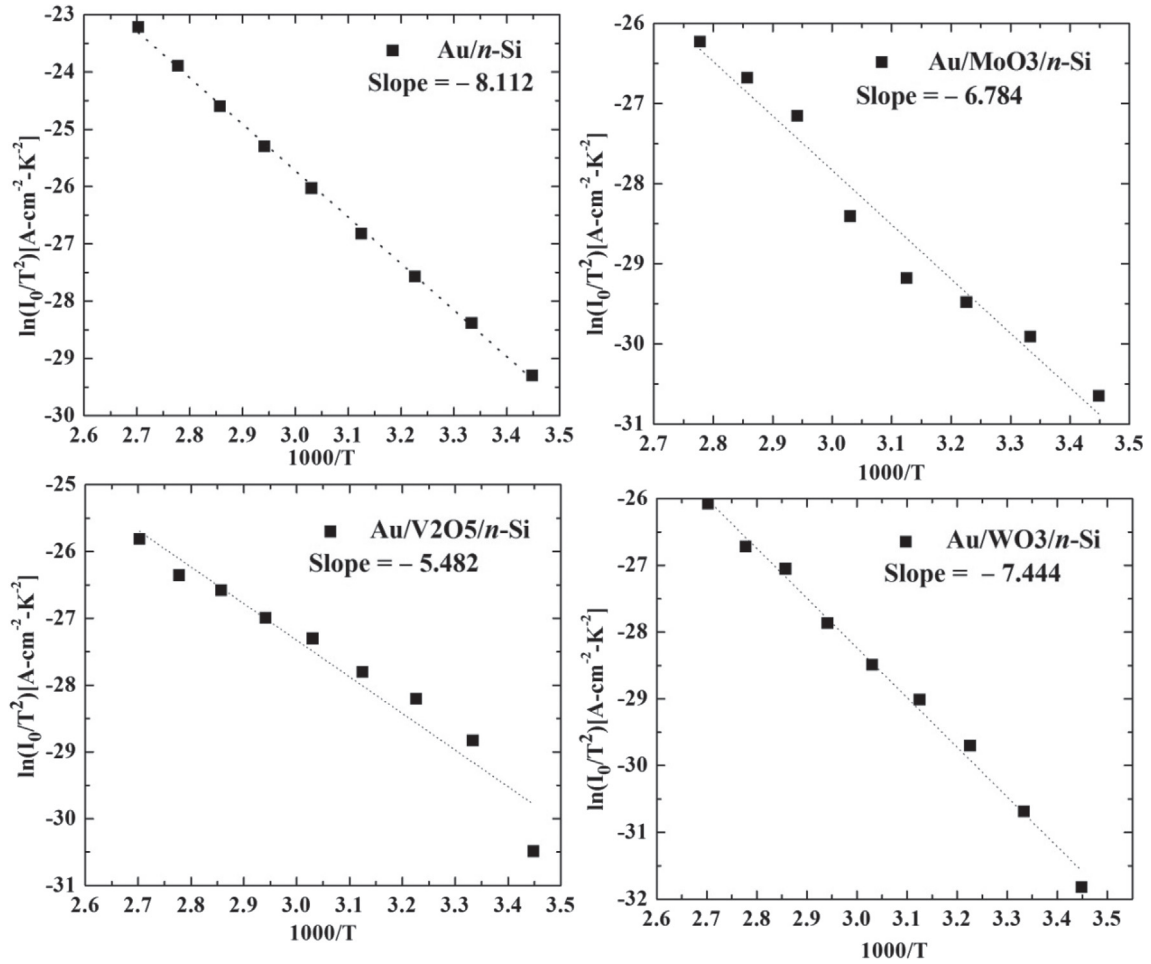 -23
-24
-25
-26
-27
-28
-29
-30
ln(I0/T2)[A-cm-2-K-2]
Au/n-Si
Slope = – 8.112
2.6 2.7 2.8 2.9 3.0 3.1 3.2 3.3 3.4 3.5
1000/T
-26
-27
-28
-29
-30
-31
ln(I0/T2)[A-cm-2-K-2]
Au/MoO3/n-Si
Slope = – 6.784
2.7 2.8 2.9 3.0 3.1 3.2 3.3 3.4 3.5
1000/T
-25
-26
-27
-28
-29
-30
-31
ln(I0/T2)[A-cm-2-K-2]
Au/V2O5/n-Si
Slope = – 5.482
2.6 2.7 2.8 2.9 3.0 3.1 3.2 3.3 3.4 3.5
1000/T
-26
-27
-28
-29
-30
-31
-32
ln(I0/T2)[A-cm-2-K-2]
Au/WO3/n-Si
Slope = – 7.444
2.6 2.7 2.8 2.9 3.0 3.1 3.2 3.3 3.4 3.5
1000/T